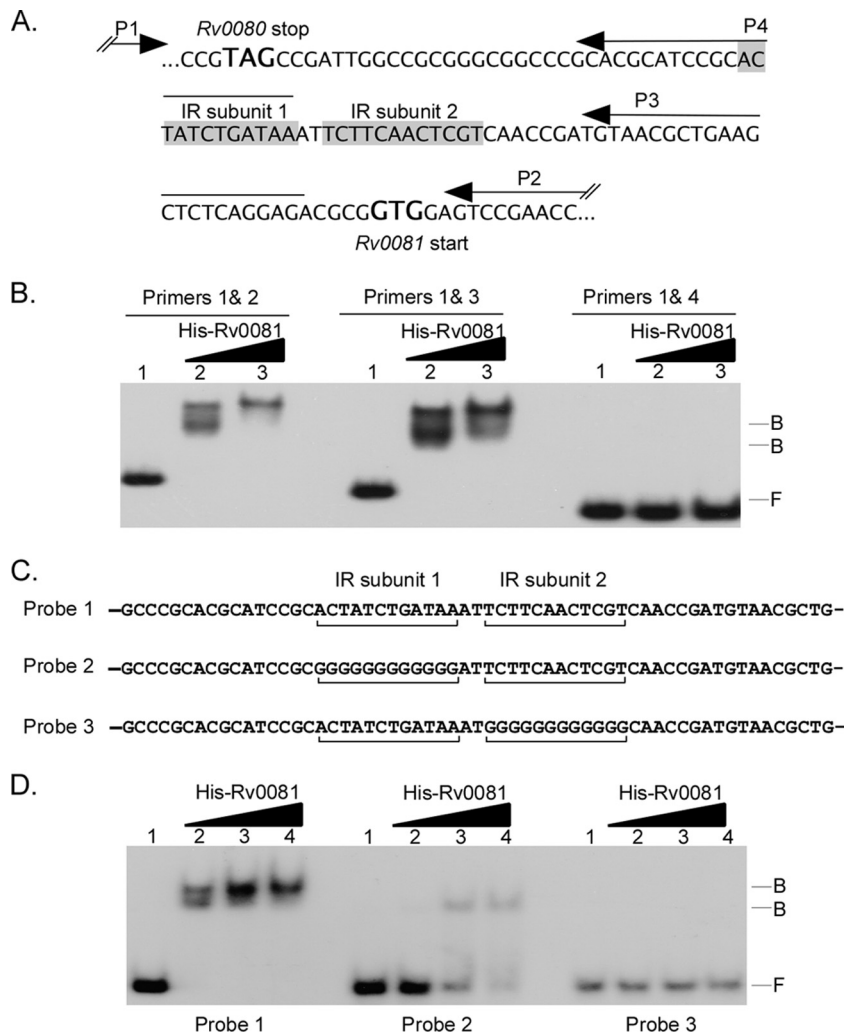 A.
P1
Rv0080 stop
P4
...CCGTAGCCGATTGGCCGCGGGCGGCCCGCACGCATCCGCAC
IR subunit 1 IR subunit 2 P3
TATCTGATAAATTCTTCAACTCGTCAACCGATGTAACGCTGAAG
P2
CTCTCAGGAGACGCGGTGGAGTCCGAACC...
Rv0081 start
B.
Primers 1& 2 Primers 1& 3 Primers 1& 4
His-Rv0081 His-Rv0081 His-Rv0081
1 2 3 1 2 3 1 2 3
B
B
F
C.
IR subunit 1 IR subunit 2
Probe 1 –GCCCGCACGCATCCGCACTATCTGATAAATTCTTCAACTCGTCAACCGATGTAACGCTG–
Probe 2 –GCCCGCACGCATCCGCGGGGGGGGGGGGATTCTTCAACTCGTCAACCGATGTAACGCTG–
Probe 3 –GCCCGCACGCATCCGCACTATCTGATAAATGGGGGGGGGGGGCAACCGATGTAACGCTG–
D.
His-Rv0081 His-Rv0081 His-Rv0081
1 2 3 4 1 2 3 4 1 2 3 4
B
B
F
Probe 1 Probe 2 Probe 3